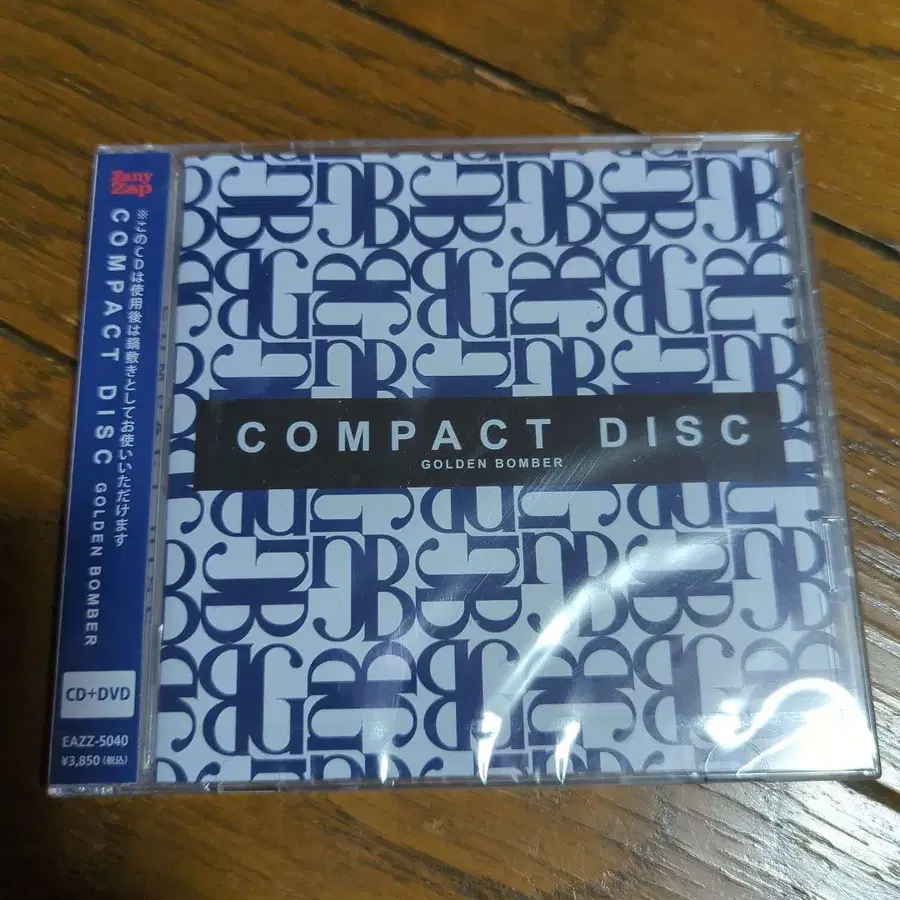 Zany
Zap
※このCDは使用後は鍋敷きとしてお使いいただけます
COMPACT DISC GOLDEN BOMBER
CD+DVD
EAZZ-5040
¥3,850(税込)
COMPACT DISC
GOLDEN BOMBER